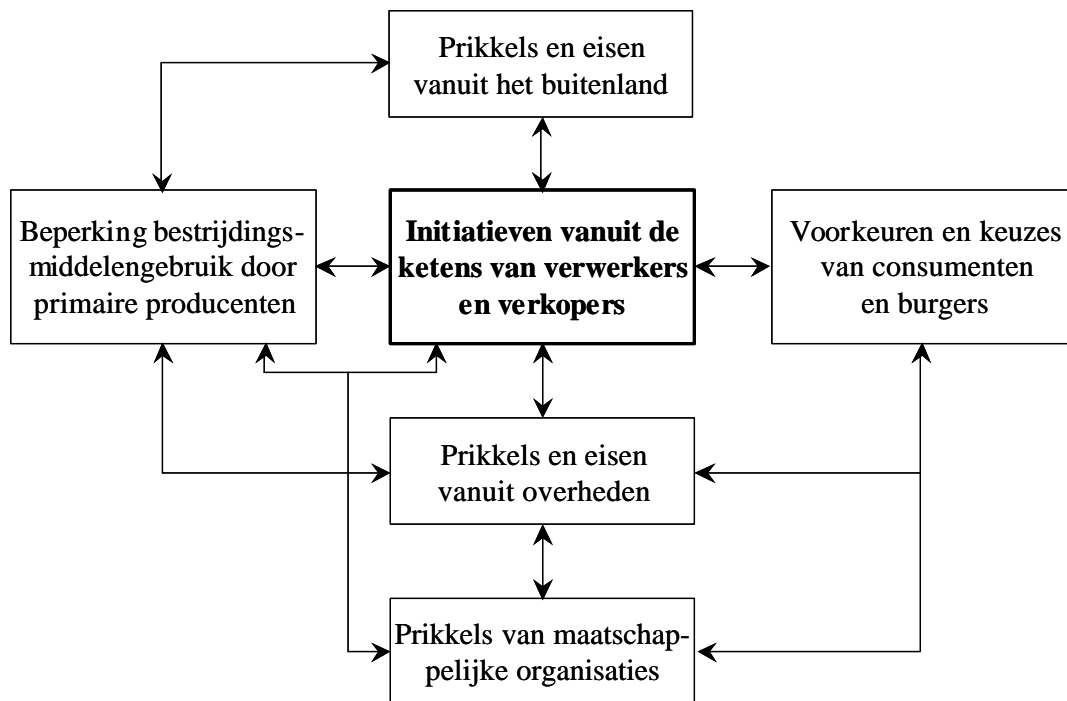 Prikkels en eisen
vanuit het buitenland
Beperking bestrijdings-
middelengebruik door
primaire producenten
Initiatieven vanuit de
ketens van verwerkers
en verkopers
Voorkeuren en keuzes
van consumenten
en burgers
Prikkels en eisen
vanuit overheden
Prikkels van maatschap-
pelijke organisaties